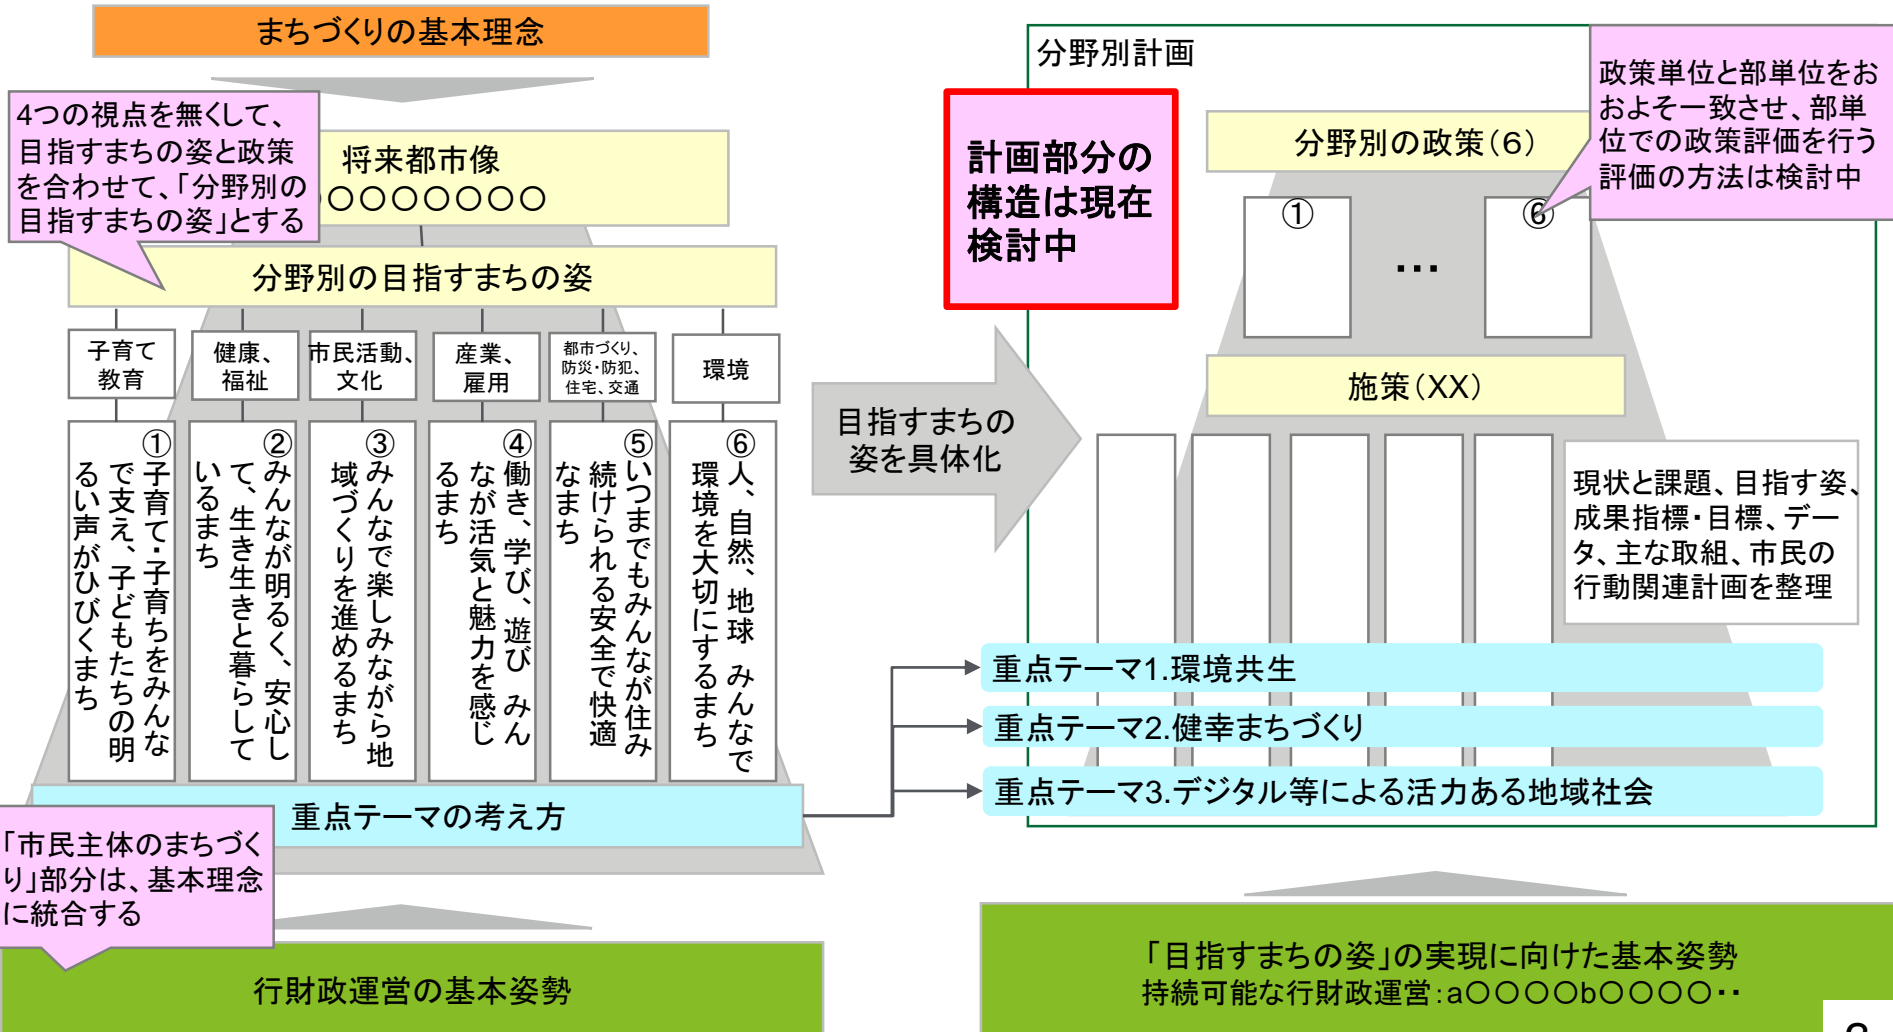 まちづくりの基本理念
4つの視点を無くして、
目指すまちの姿と政策
を合わせて、「分野別の
目指すまちの姿」とする
将来都市像
〇〇〇〇〇〇〇
分野別の目指すまちの姿
子育て
教育
健康、
福祉
市民活動、
文化
産業、
雇用
都市づくり、
防災・防犯、
住宅、交通
環境
①
子育て・子育ちをみんな
で支え、子どもたちの明
るい声がひびくまち
②
みんなが明るく、安心し
て、生き生きと暮らして
いるまち
③
みんなで楽しみながら地
域づくりを進めるまち
④
働き、学び、遊び みん
なが活気と魅力を感じ
るまち
⑤
いつまでもみんなが住み
続けられる安全で快適
なまち
⑥
人、自然、地球 みんなで
環境を大切にするまち
重点テーマの考え方
「市民主体のまちづく
り」部分は、基本理念
に統合する
行財政運営の基本姿勢
目指すまちの
姿を具体化
分野別計画
計画部分の
構造は現在
検討中
分野別の政策(6)
政策単位と部単位をお
およそ一致させ、部単
位での政策評価を行う
評価の方法は検討中
①
…
⑥
施策(XX)
現状と課題、目指す姿、
成果指標・目標、デー
タ、主な取組、市民の
行動関連計画を整理
重点テーマ1.環境共生
重点テーマ2.健幸まちづくり
重点テーマ3.デジタル等による活力ある地域社会
「目指すまちの姿」の実現に向けた基本姿勢
持続可能な行財政運営:a〇〇〇〇b〇〇〇〇・・